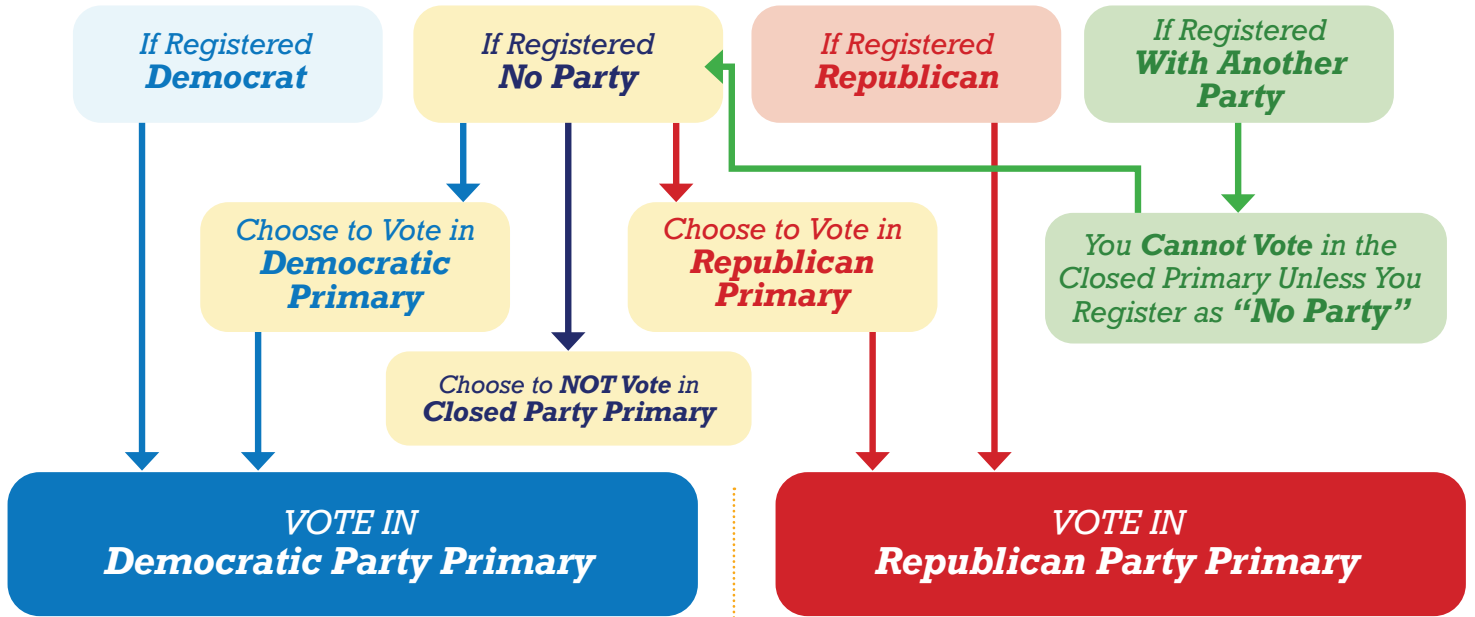 If Registered
Democrat
If Registered
No Party
If Registered
Republican
If Registered
With Another
Party
Choose to Vote in
Democratic
Primary
Choose to Vote in
Republican
Primary
You Cannot Vote in the
Closed Primary Unless You
Register as “No Party”
Choose to NOT Vote in
Closed Party Primary
VOTE IN
Democratic Party Primary
VOTE IN
Republican Party Primary